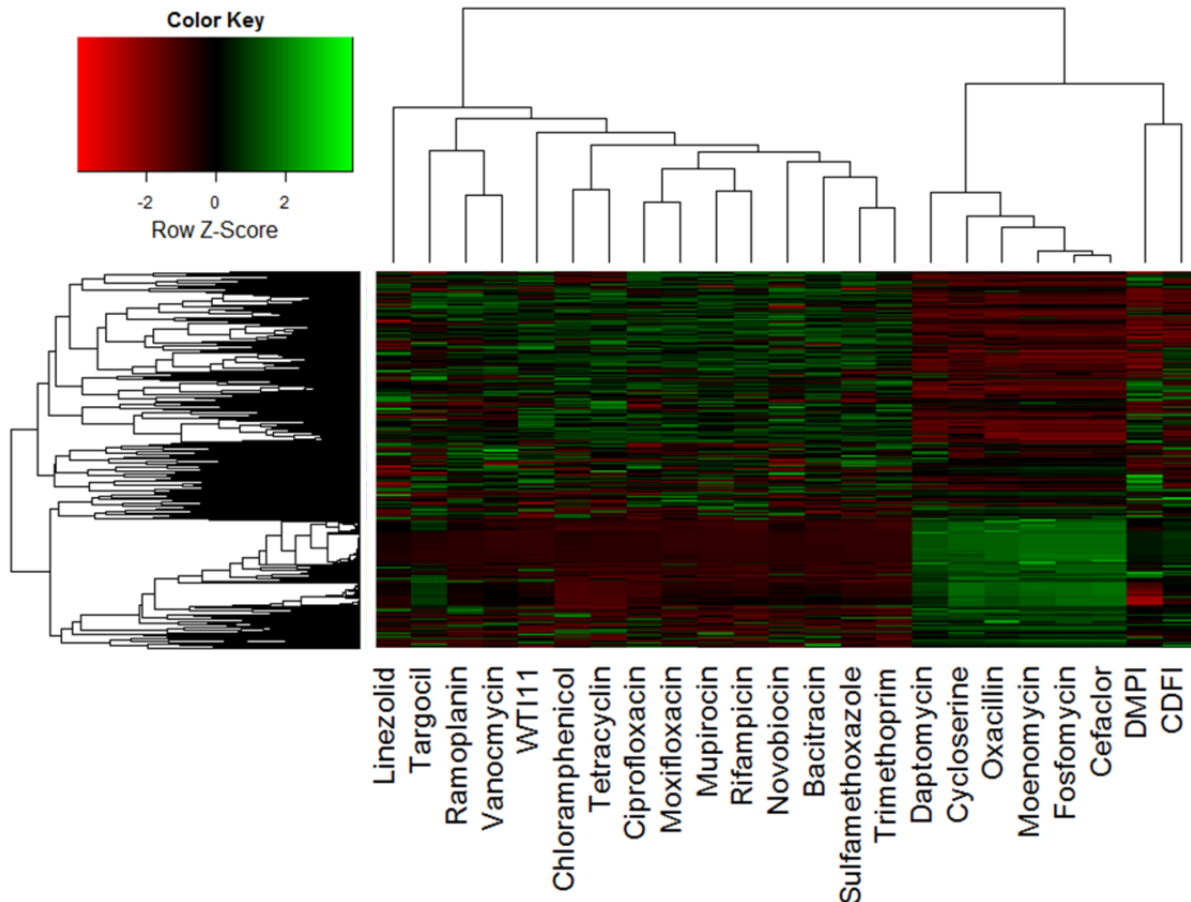 Color Key
-2 0 2
Row Z-Score
Linezolid
Targocil
Ramoplanin
Vanocmycin
WTI11
Chloramphenicol
Tetracyclin
Ciprofloxacin
Moxifloxacin
Mupirocin
Rifampicin
Novobiocin
Bacitracin
Sulfamethoxazole
Trimethoprim
Daptomycin
Cycloserine
Oxacillin
Moenomycin
Fosfomycin
Cefaclor
DMPI
CDFI